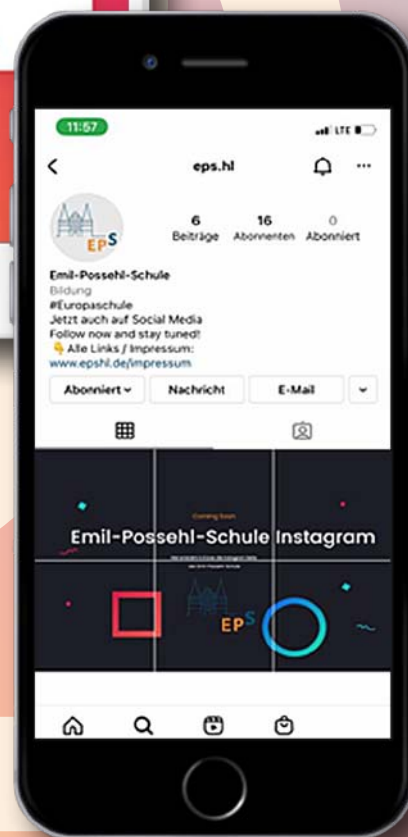 11:57
LTE
eps.hl
6
16
0
Beiträge
Abonnenten
Abonniert
EPS
Emil-Possehl-Schule
Bildung
#Europaschule
Jetzt auch auf Social Media
Follow now and stay tuned!
👇 Alle Links / Impressum:
www.epshl.de/impressum
Abonniert
Nachricht
E-Mail
Coming Soon
Emil-Possehl-Schule Instagram
EPS